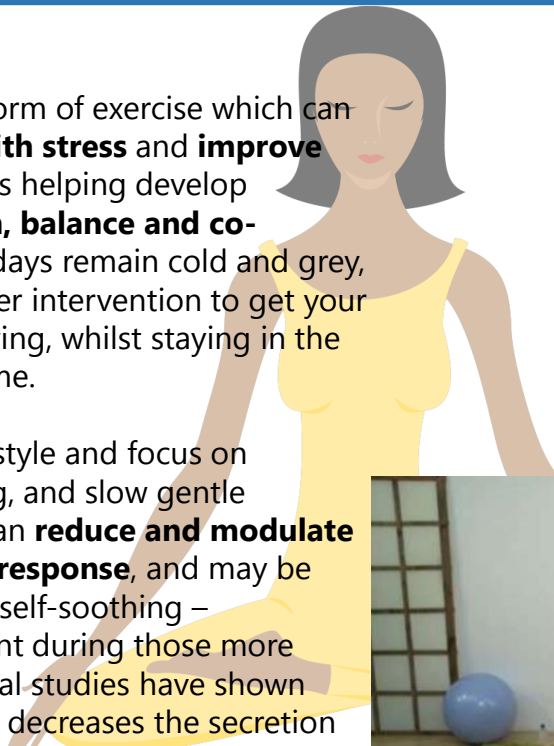 orm of exercise which can
ith stress and improve
s helping develop
, balance and co-
days remain cold and grey,
er intervention to get your
ing, whilst staying in the
me.
style and focus on
g, and slow gentle
an reduce and modulate
response, and may be
self-soothing –
nt during those more
al studies have shown
decreases the secretion